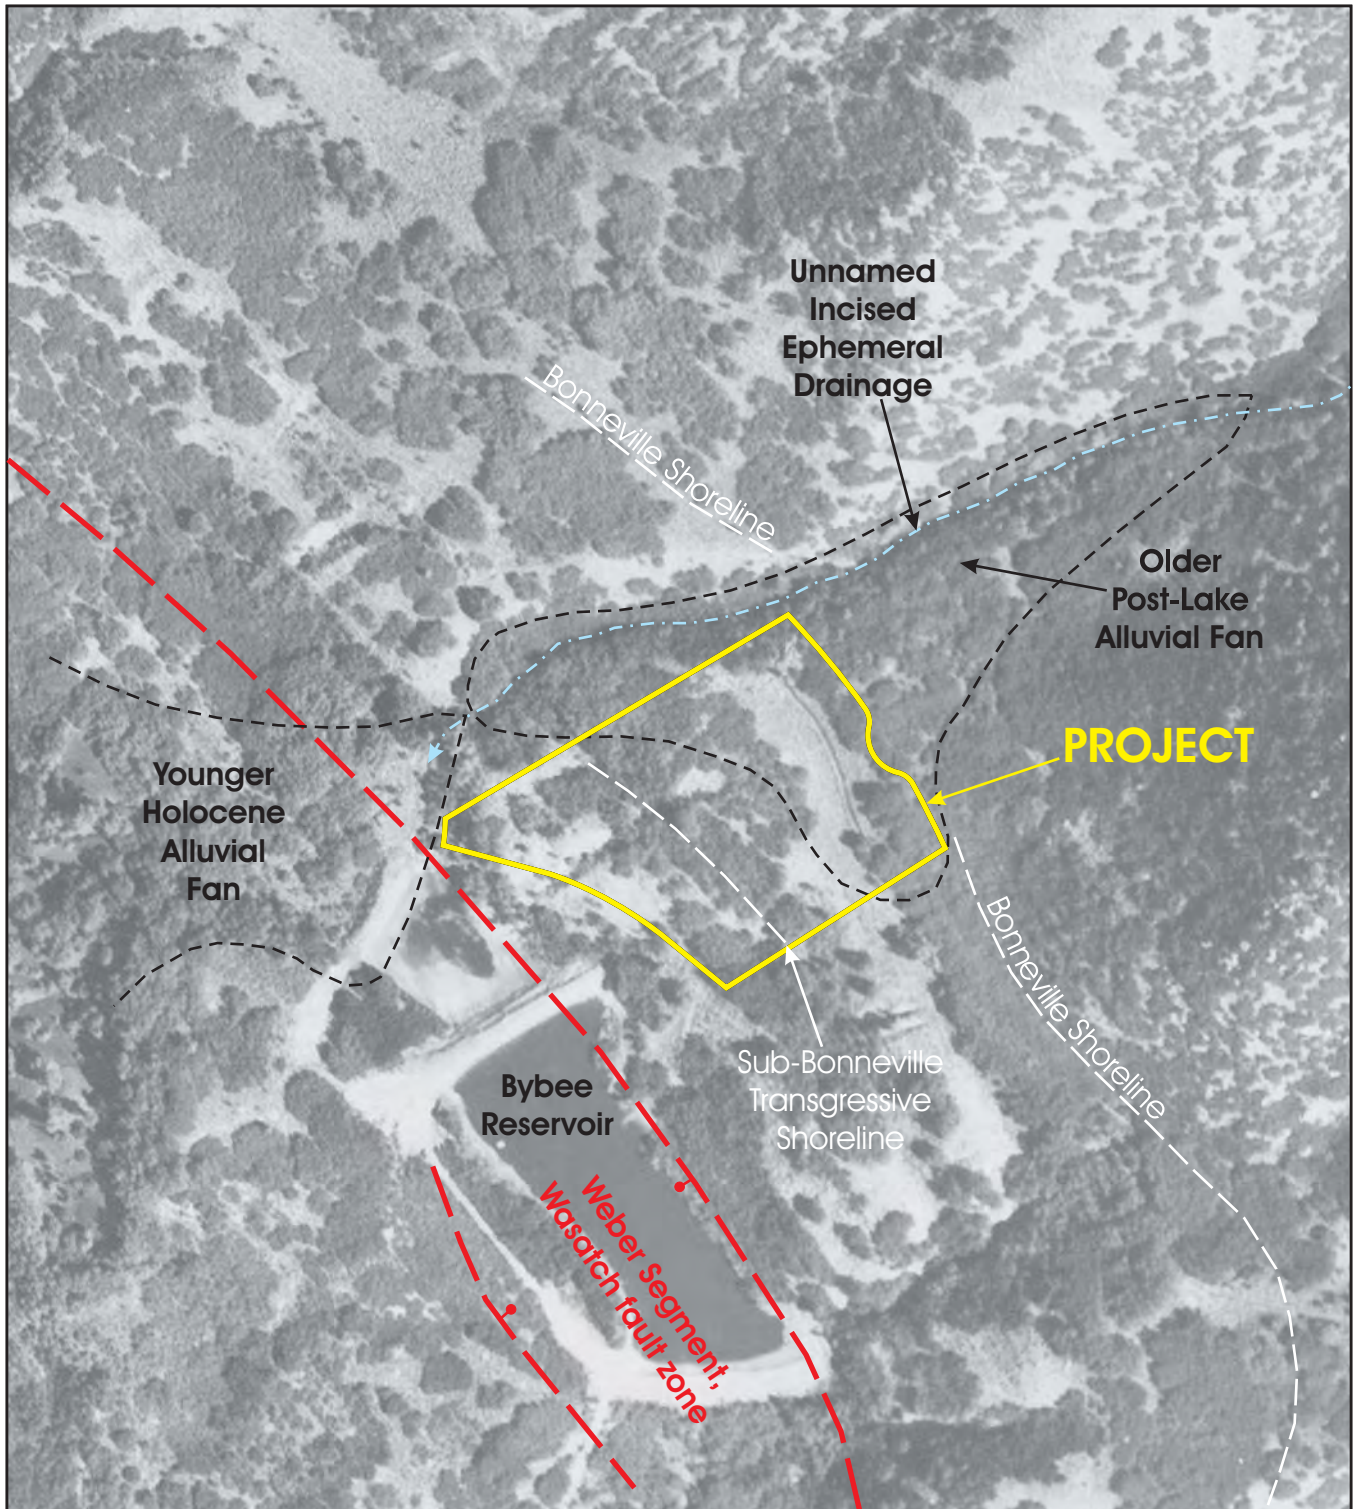 Unnamed
Incised
Ephemeral
Drainage
Bonneville Shoreline
Older
Post-Lake
Alluvial Fan
PROJECT
Younger
Holocene
Alluvial
Fan
Bonneville Shoreline
Sub-Bonneville
Transgressive
Shoreline
Bybee
Reservoir
Weber Segment,
Wasatch fault zone